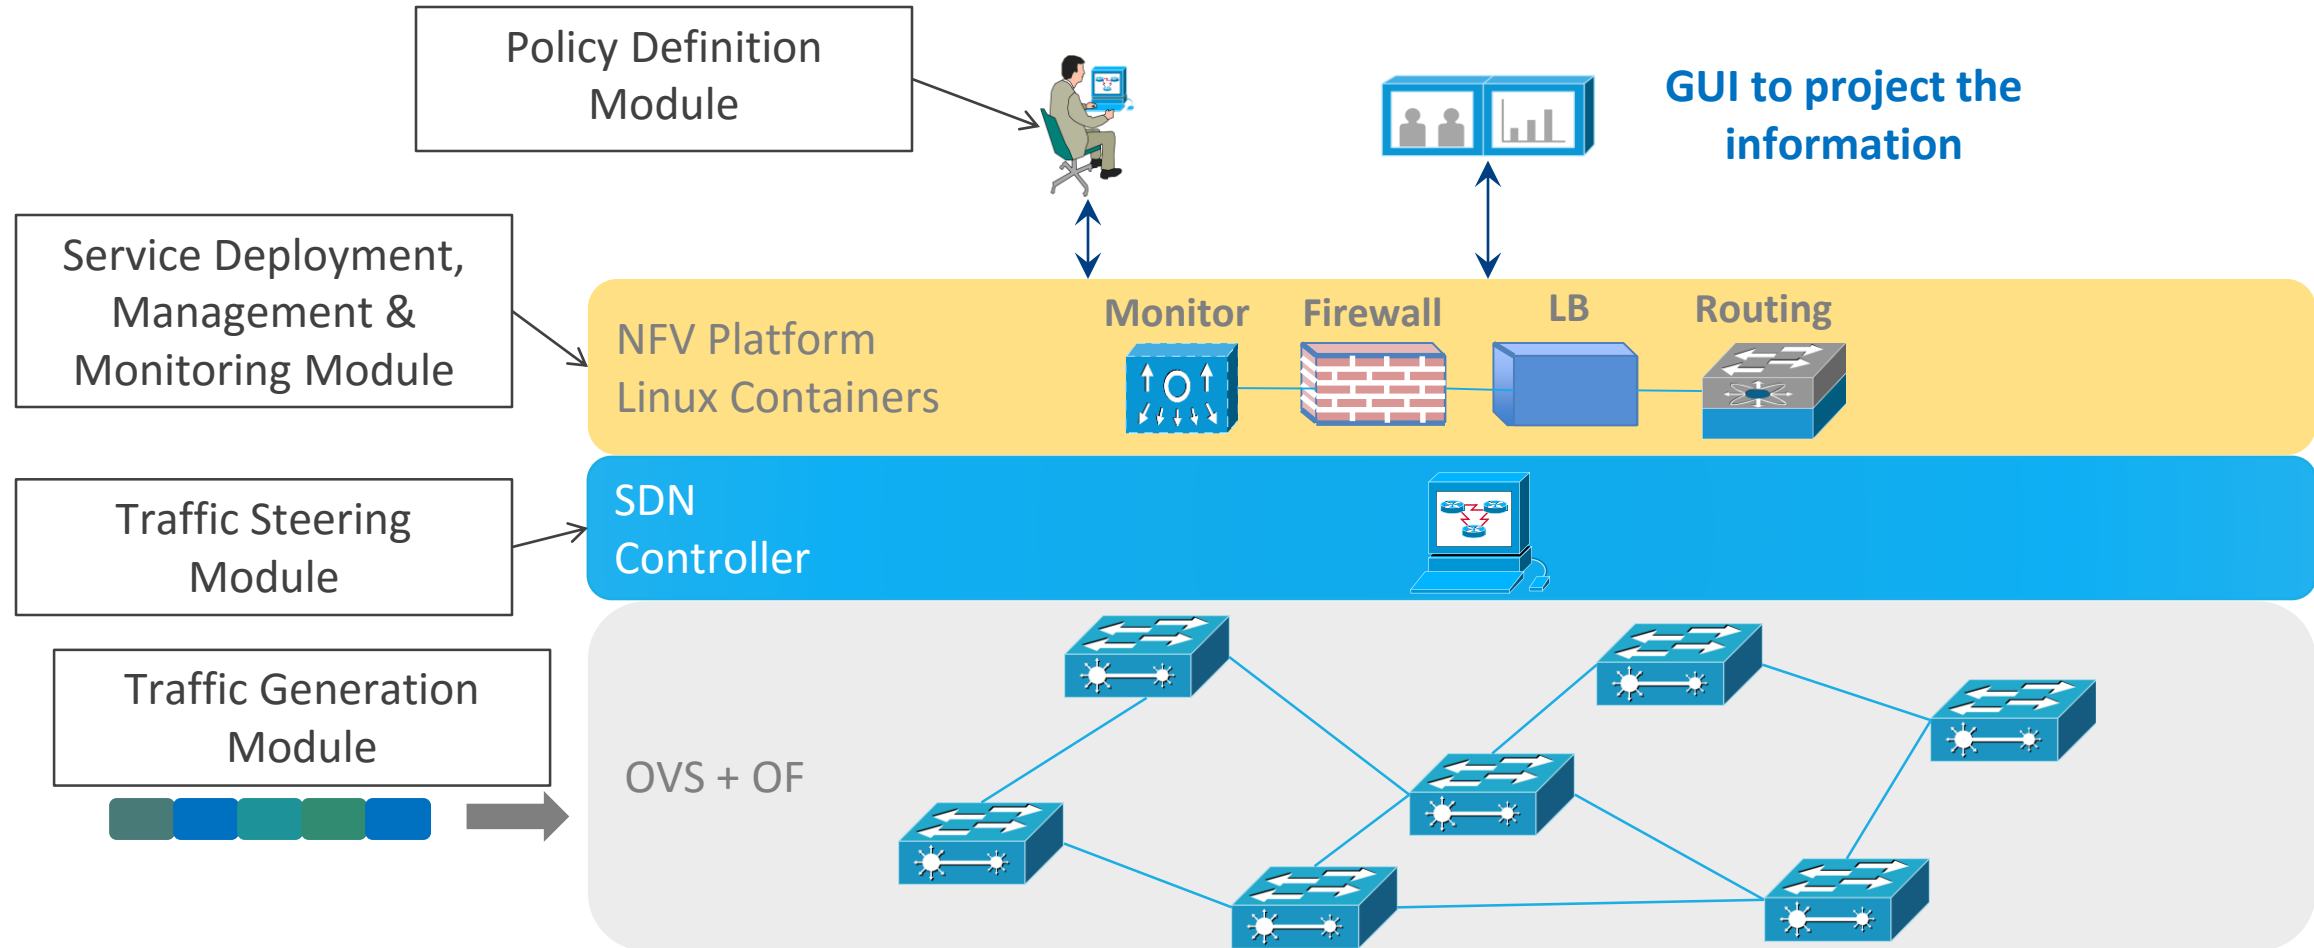 Policy Definition
Module
GUI to project the
information
Service Deployment,
Management &
Monitoring Module
NFV Platform
Linux Containers
Monitor
Firewall
LB
Routing
Traffic Steering
Module
SDN
Controller
Traffic Generation
Module
OVS + OF